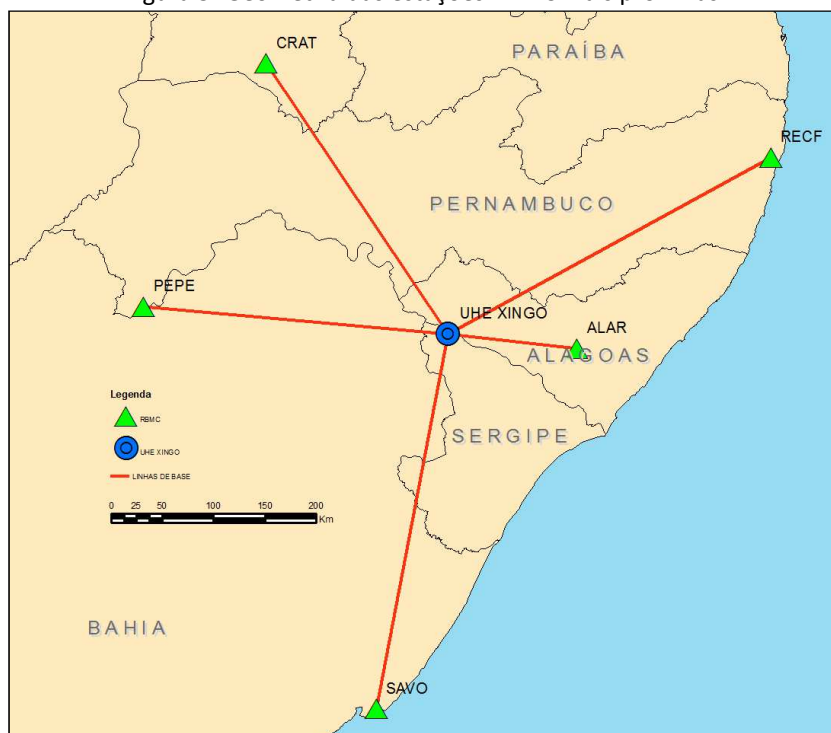 CRAT
PARAÍBA
RECF
PERNAMBUCO
PEPE
UHE XINGO
ALAR
ALAGOAS
Legenda
RBMC
SERGIPE
UHE XINGO
LINHAS DE BASE
0 25 50 100 150 200
Km
BAHIA
SAVO